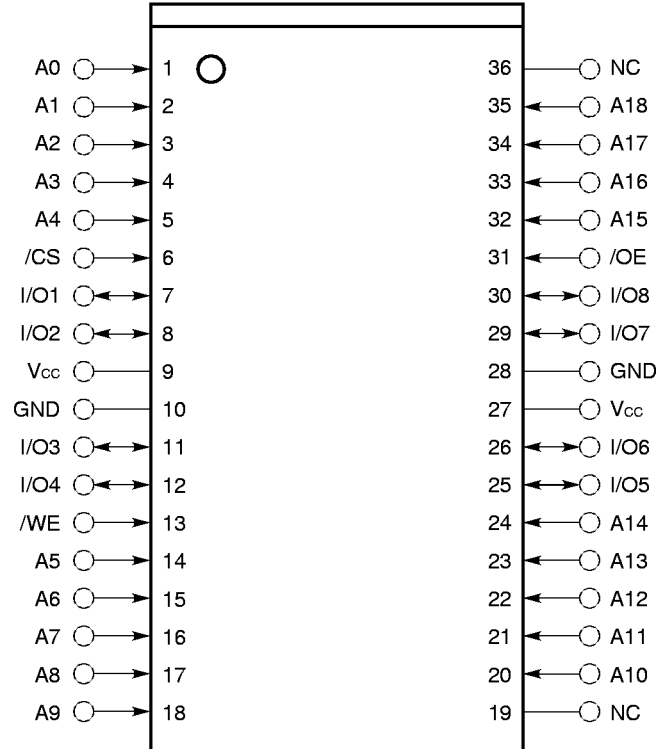 A0 1 36 NC
A1 2 35 A18
A2 3 34 A17
A3 4 33 A16
A4 5 32 A15
/CS 6 31 /OE
I/O1 7 30 I/O8
I/O2 8 29 I/O7
Vcc 9 28 GND
GND 10 27 Vcc
I/O3 11 26 I/O6
I/O4 12 25 I/O5
/WE 13 24 A14
A5 14 23 A13
A6 15 22 A12
A7 16 21 A11
A8 17 20 A10
A9 18 19 NC